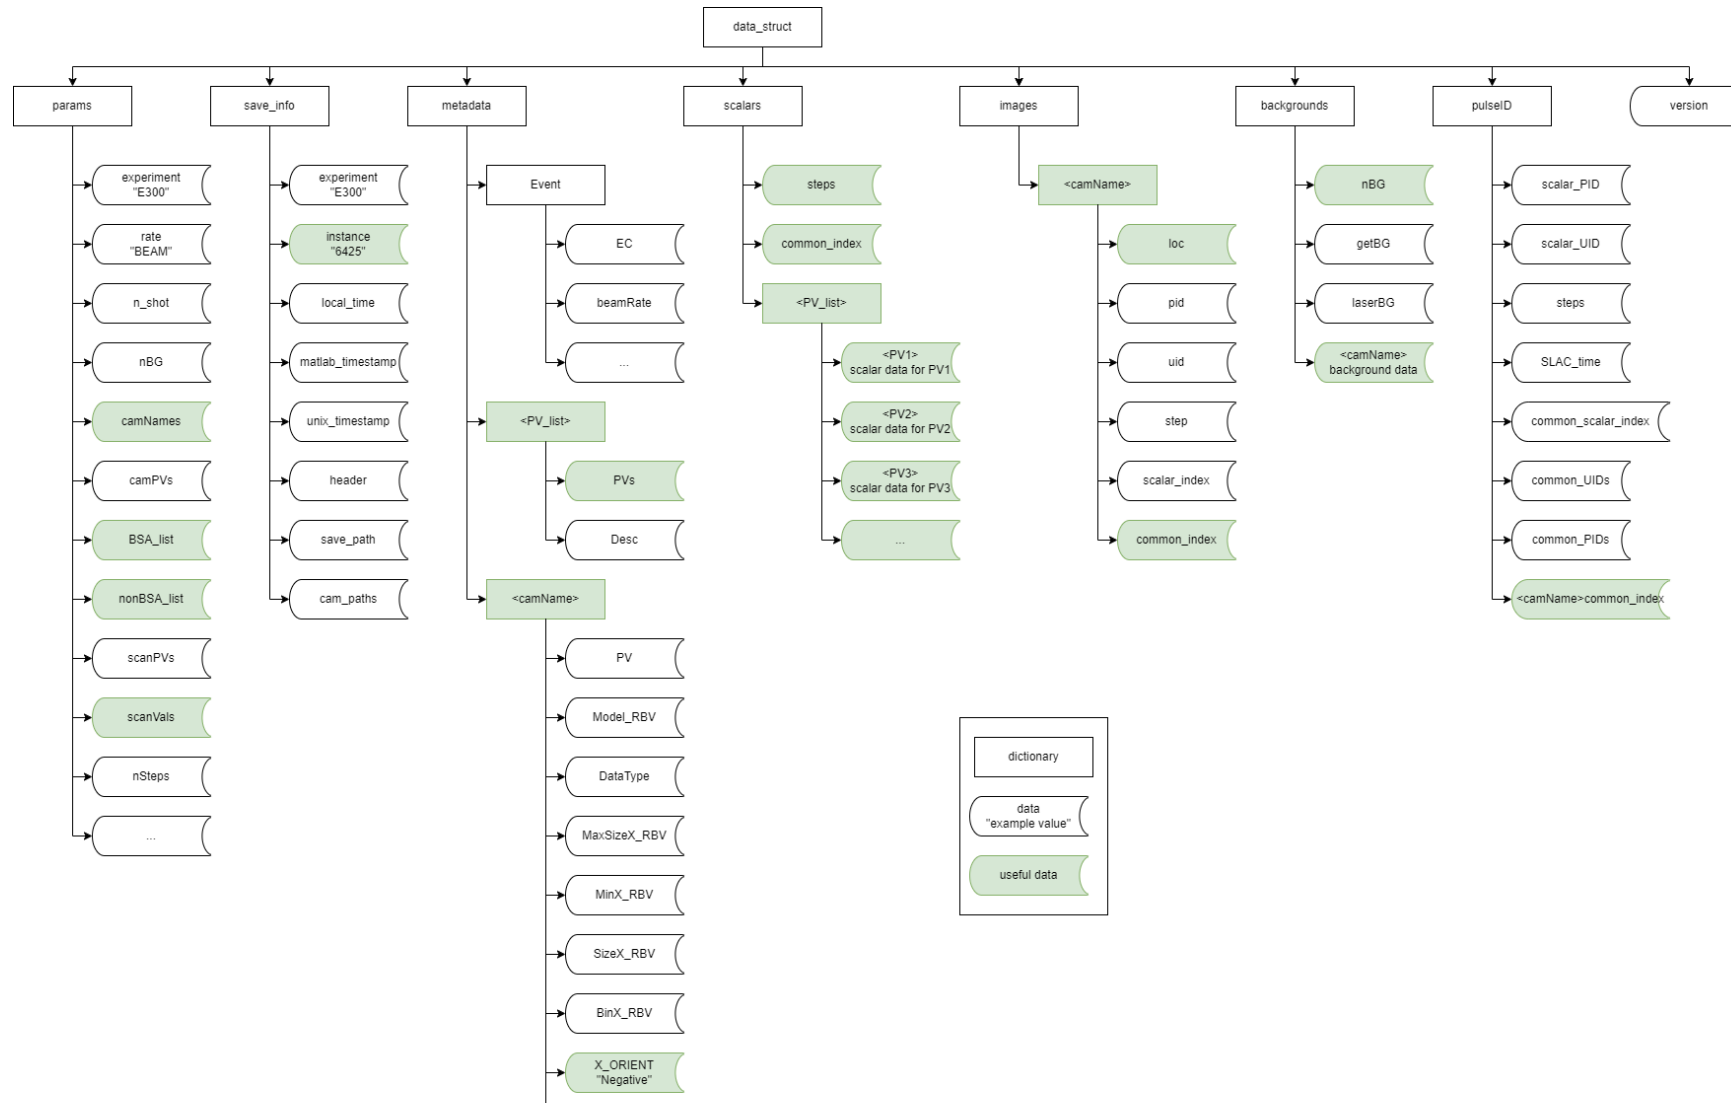 data_struct
params
save_info
metadata
scalars
images
backgrounds
pulseID
version
experiment
"E300"
rate
"BEAM"
n_shot
nBG
camNames
camPVs
BSA_list
nonBSA_list
scanPVs
scanVals
nSteps
...
experiment
"E300"
instance
"6425"
local_time
matlab_timestamp
unix_timestamp
header
save_path
cam_paths
Event
EC
beamRate
...
<PV_list>
PVs
Desc
<camName>
PV
Model_RBV
DataType
MaxSizeX_RBV
MinX_RBV
SizeX_RBV
BinX_RBV
X_ORIENT
"Negative"
steps
common_index
<PV_list>
<PV1>
scalar data for PV1
<PV2>
scalar data for PV2
<PV3>
scalar data for PV3
...
<camName>
loc
pid
uid
step
scalar_index
common_index
nBG
getBG
laserBG
<camName>
background data
scalar_PID
scalar_UID
steps
SLAC_time
common_scalar_index
common_UIDs
common_PIDs
<camName>common_index
dictionary
data
"example value"
useful data